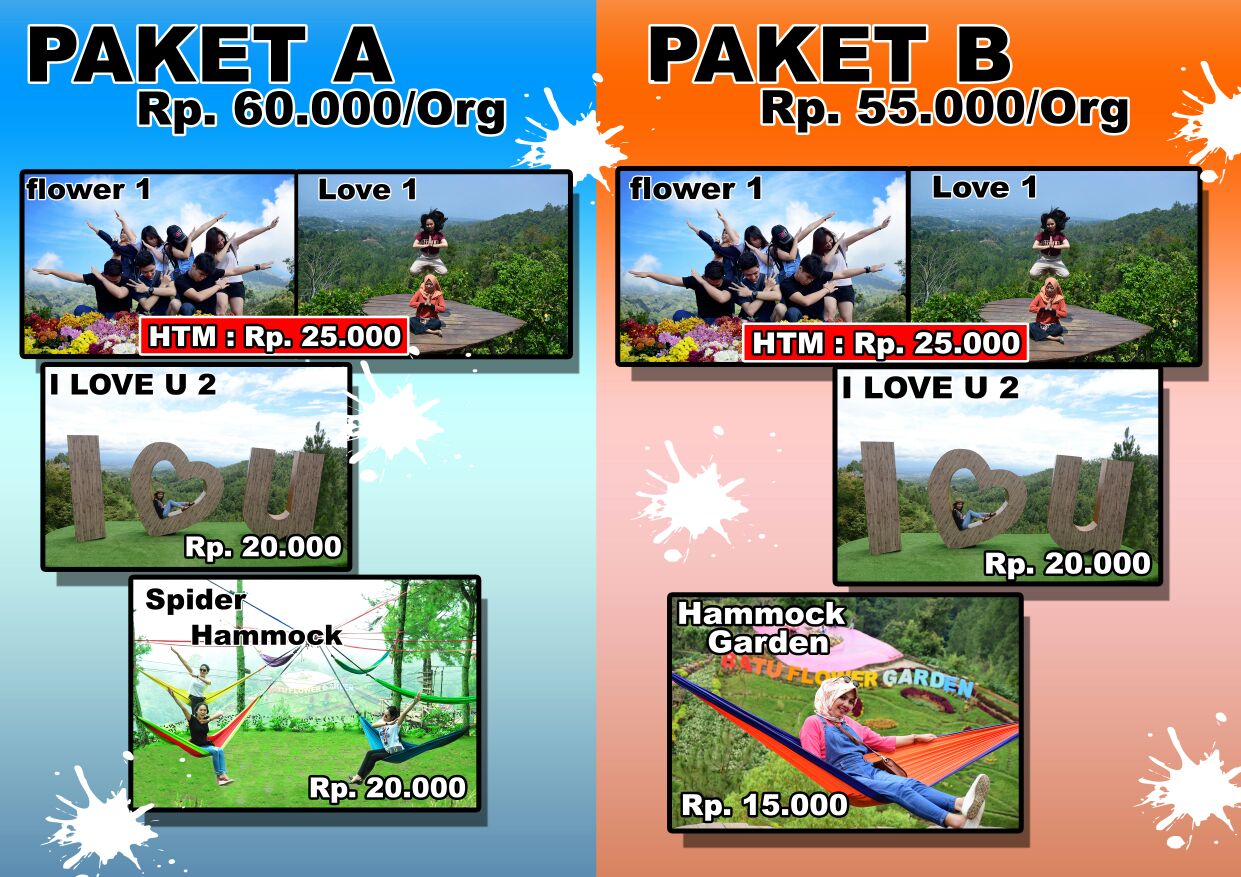 PAKET A
Rp. 60.000/Org
flower 1
Love 1
HTM : Rp. 25.000
I LOVE U 2
I U
Rp. 20.000
Spider
Hammock
FLOWER
Rp. 20.000
PAKET B
Rp. 55.000/Org
flower 1
Love 1
HTM : Rp. 25.000
I LOVE U 2
I U
Rp. 20.000
Hammock
Garden
BATU FLOWER GARDEN
Rp. 15.000